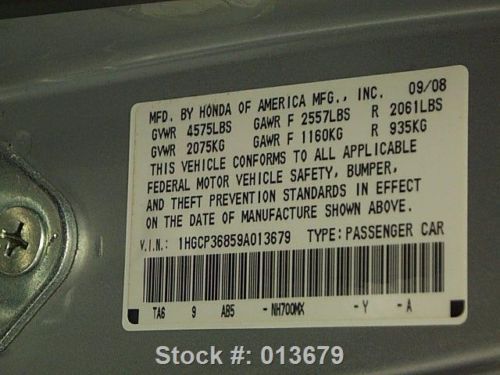 MFD. BY HONDA OF AMERICA MFG., INC. 09/08
GVWR 4575LBS GAWR F 2557LBS R 2061LBS
GVWR 2075KG GAWR F 1160KG R 935KG
THIS VEHICLE CONFORMS TO ALL APPLICABLE
FEDERAL MOTOR VEHICLE SAFETY, BUMPER,
AND THEFT PREVENTION STANDARDS IN EFFECT
ON THE DATE OF MANUFACTURE SHOWN ABOVE.
V.I.N.: 1HGCP36859A013679 TYPE: PASSENGER CAR
TA6 9 AB5 -NH700MX -Y -A
Stock #: 013679